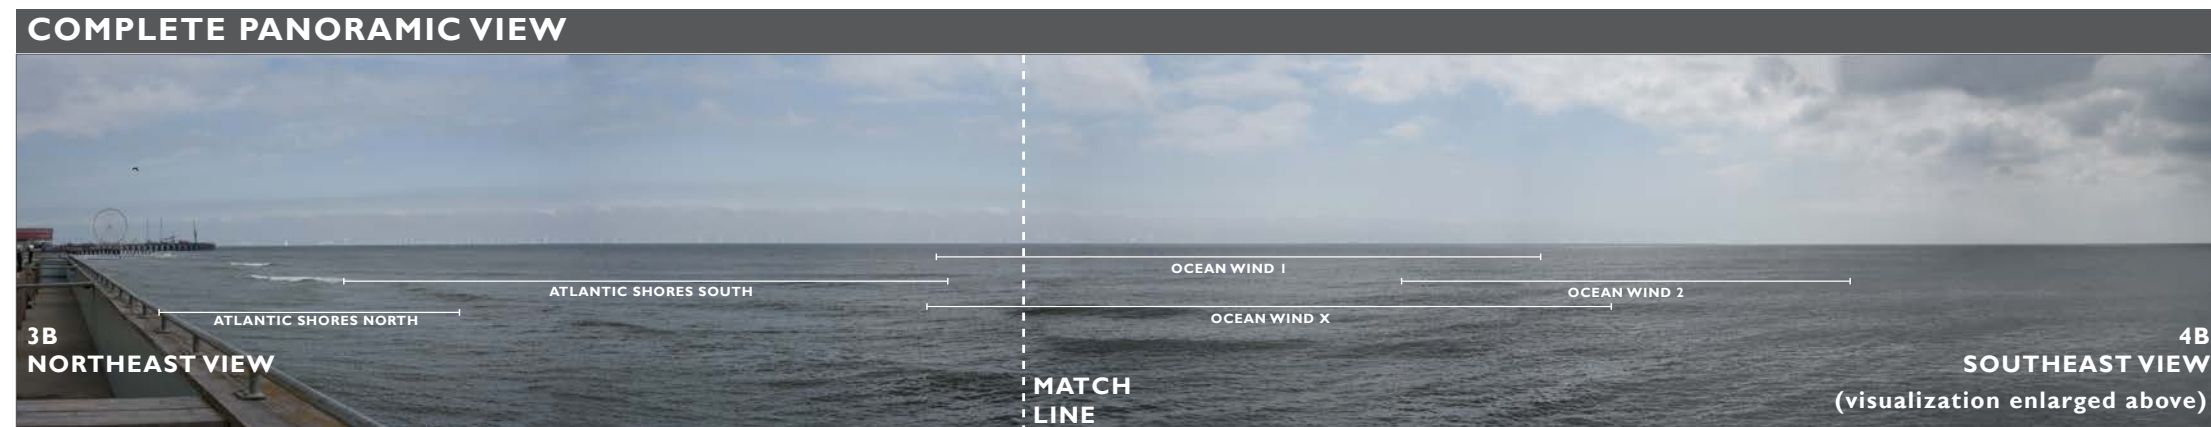 COMPLETE PANORAMIC VIEW
OCEAN WIND 1
ATLANTIC SHORES SOUTH
OCEAN WIND 2
ATLANTIC SHORES NORTH
OCEAN WIND X
3B
NORTHEAST VIEW
MATCH
LINE
4B
SOUTHEAST VIEW
(visualization enlarged above)